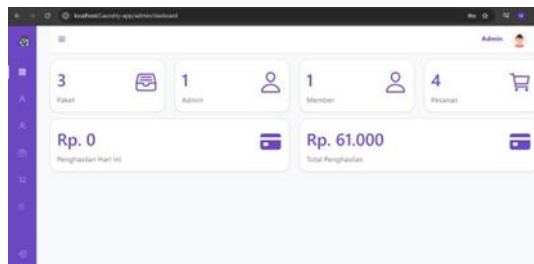 localhost/Laundry-app/admin/dashboard
Admin
3
Paket
1
Admin
1
Member
4
Pesanan
Rp. 0
Penghasilan Hari ini
Rp. 61.000
Total Penghasilan